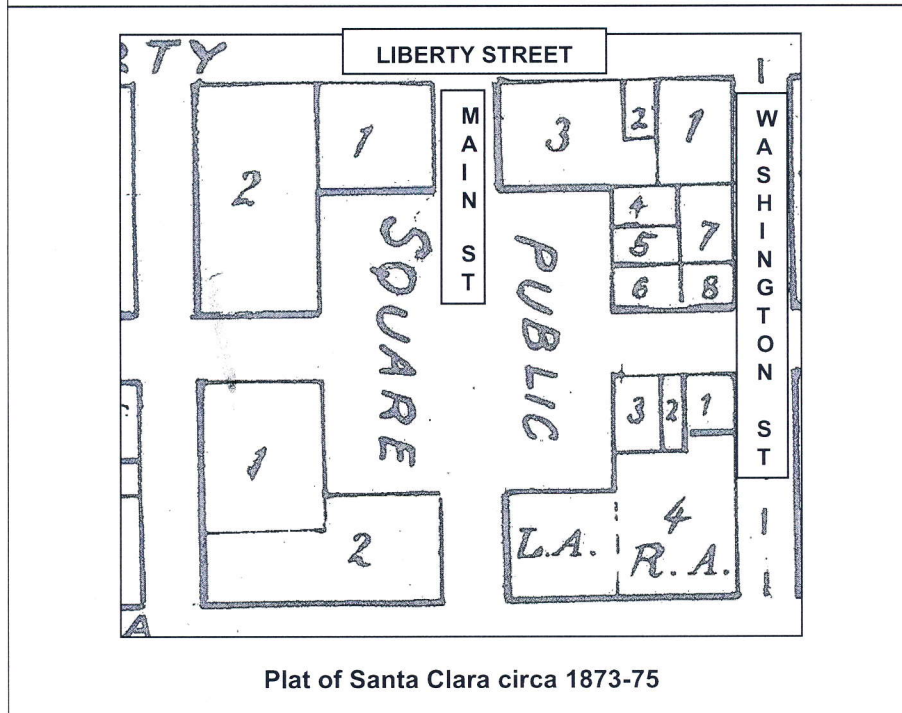 LIBERTY STREET
RTY
MAIN ST
WASHINGTON ST
2
1
3
2
1
4
5
7
6
8
SQUARE
PUBLIC
1
2
3
2
1
L.A.
4
R.A.
A
Plat of Santa Clara circa 1873-75